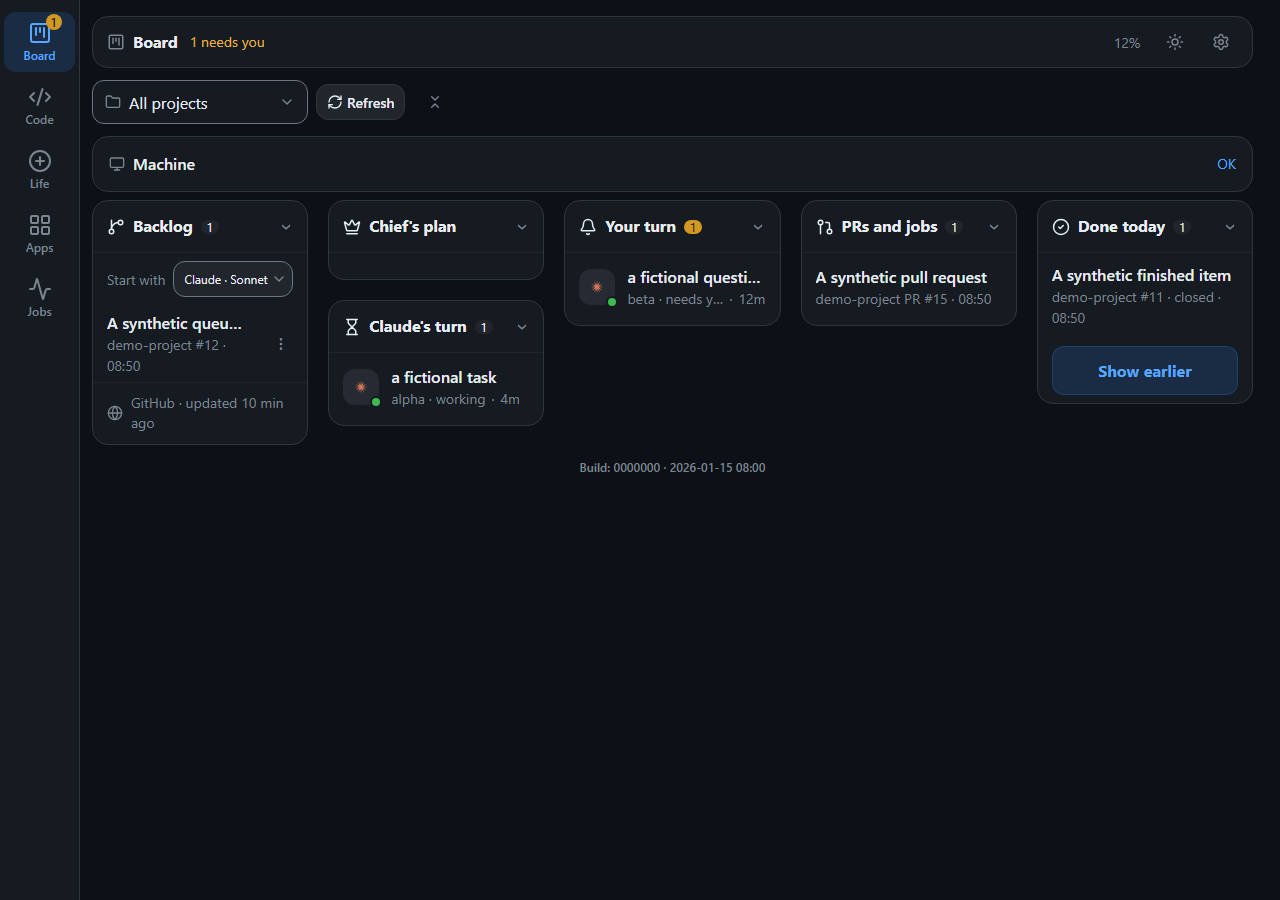 1
Board
Code
Life
Apps
Jobs
Board 1 needs you 12%
All projects Refresh
Machine OK
Backlog 1
Start with Claude · Sonnet
A synthetic queu...
demo-project #12 ·
08:50
GitHub · updated 10 min
ago
Chief's plan
Claude's turn 1
a fictional task
alpha · working · 4m
Your turn 1
a fictional questi...
beta · needs y... · 12m
PRs and jobs 1
A synthetic pull request
demo-project PR #15 · 08:50
Done today 1
A synthetic finished item
demo-project #11 · closed ·
08:50
Show earlier
Build: 0000000 · 2026-01-15 08:00